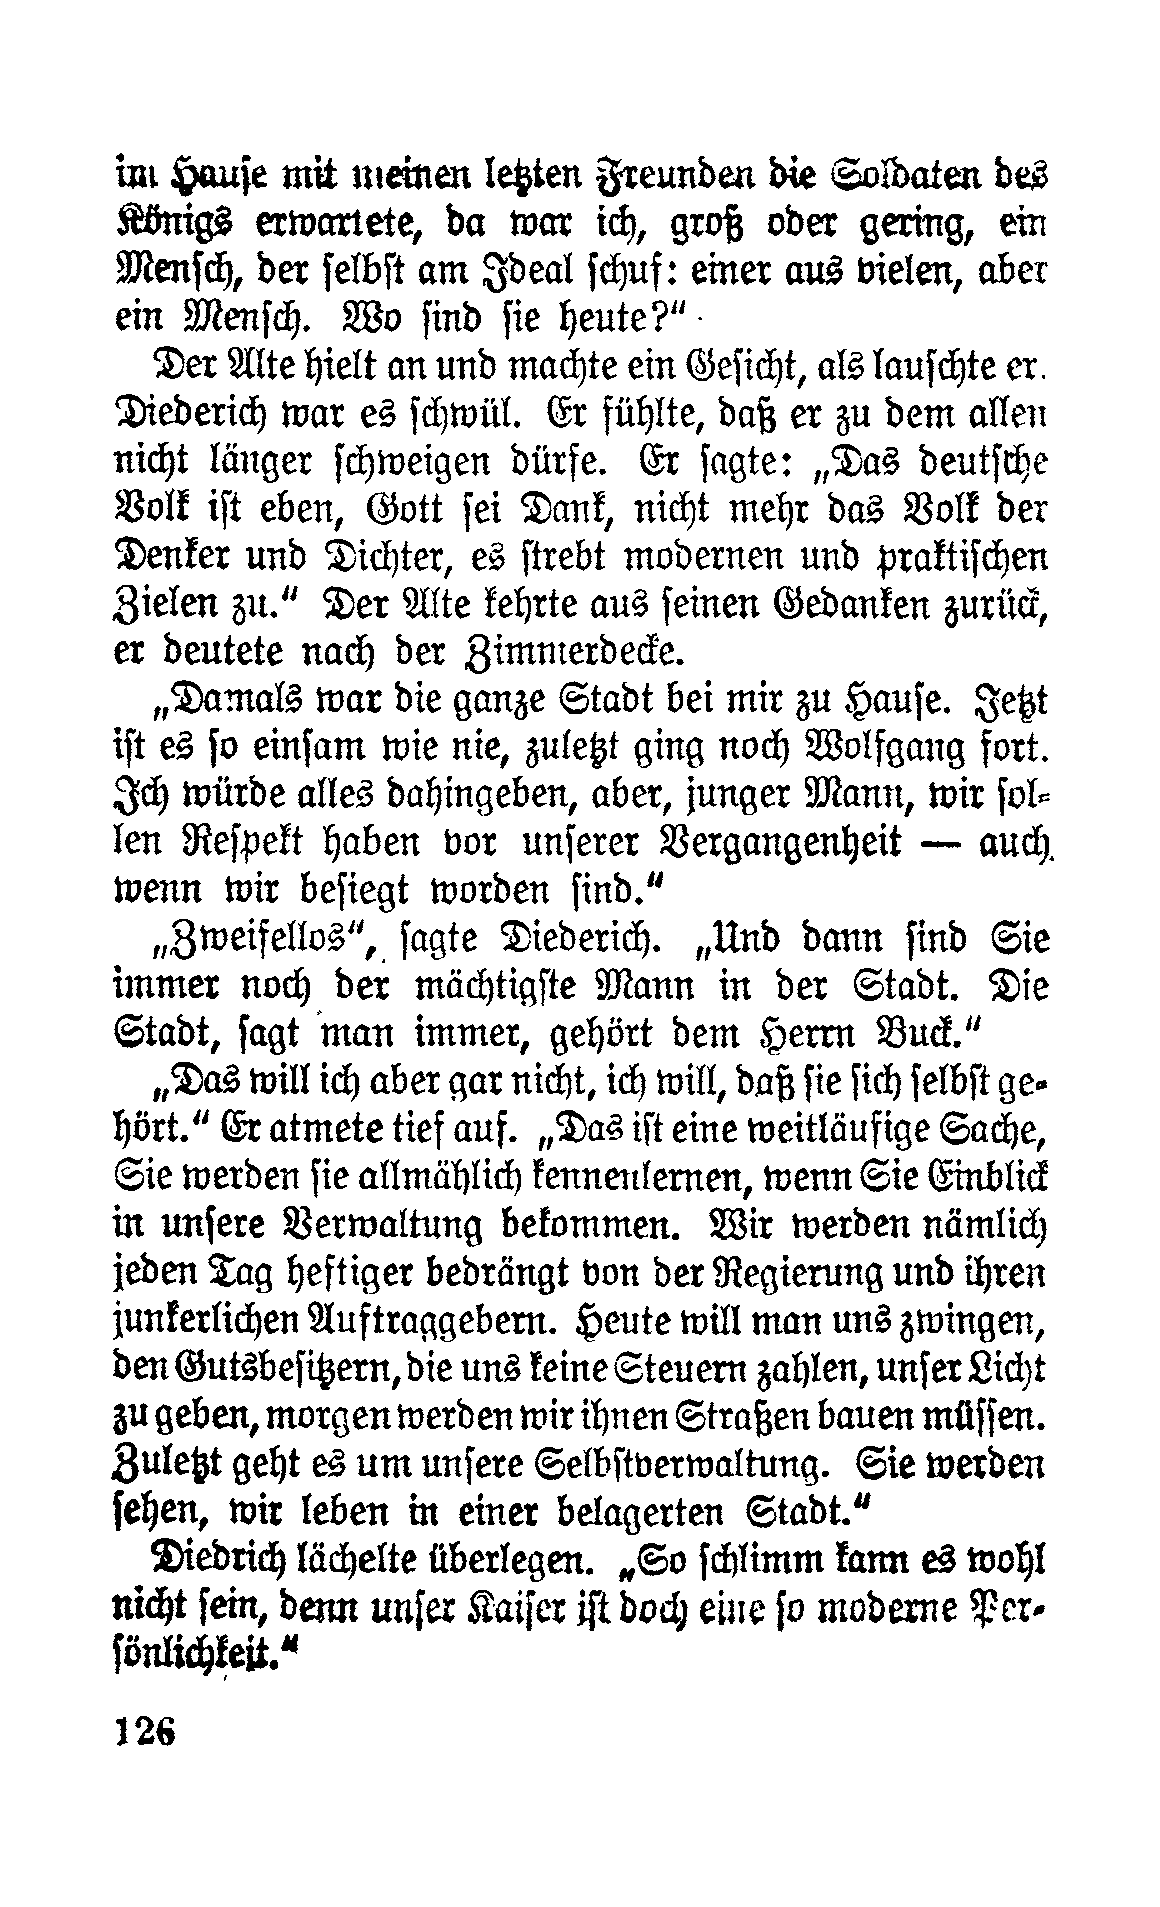 im Hause mit meinen letzten Freunden die Soldaten des
Königs erwartete, da war ich, groß oder gering, ein
Mensch, der selbst am Ideal schuf: einer aus vielen, aber
ein Mensch. Wo sind sie heute?"
Der Alte hielt an und machte ein Gesicht, als lauschte er.
Diederich war es schwül. Er fühlte, daß er zu dem allen
nicht länger schweigen dürfe. Er sagte: „Das deutsche
Volk ist eben, Gott sei Dank, nicht mehr das Volk der
Denker und Dichter, es strebt modernen und praktischen
Zielen zu." Der Alte kehrte aus seinen Gedanken zurück,
er deutete nach der Zimmerdecke.
„Damals war die ganze Stadt bei mir zu Hause. Jetzt
ist es so einsam wie nie, zuletzt ging noch Wolfgang fort.
Ich würde alles dahingeben, aber, junger Mann, wir sol-
len Respekt haben vor unserer Vergangenheit — auch
wenn wir besiegt worden sind."
„Zweifellos", sagte Diederich. „Und dann sind Sie
immer noch der mächtigste Mann in der Stadt. Die
Stadt, sagt man immer, gehört dem Herrn Buck."
„Das will ich aber gar nicht, ich will, daß sie sich selbst ge-
hört." Er atmete tief auf. „Das ist eine weitläufige Sache,
Sie werden sie allmählich kennenlernen, wenn Sie Einblick
in unsere Verwaltung bekommen. Wir werden nämlich
jeden Tag heftiger bedrängt von der Regierung und ihren
junkerlichen Auftraggebern. Heute will man uns zwingen,
den Gutsbesitzern, die uns keine Steuern zahlen, unser Licht
zu geben, morgen werden wir ihnen Straßen bauen müssen.
Zuletzt geht es um unsere Selbstverwaltung. Sie werden
sehen, wir leben in einer belagerten Stadt."
Diedrich lächelte überlegen. „So schlimm kann es wohl
nicht sein, denn unser Kaiser ist doch eine so moderne Per-
sönlichkeit."
126